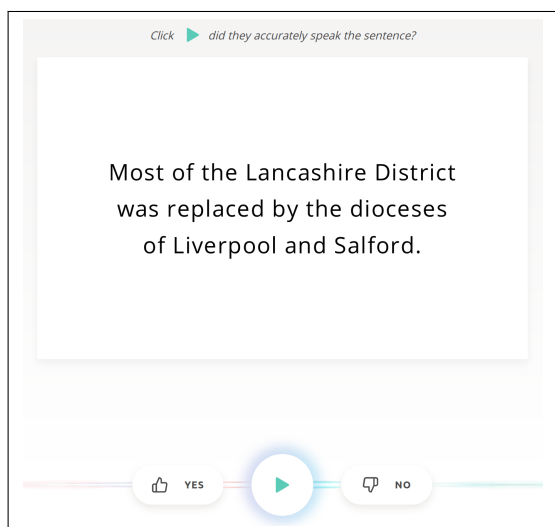 Click did they accurately speak the sentence?
Most of the Lancashire District
was replaced by the dioceses
of Liverpool and Salford.
YES NO